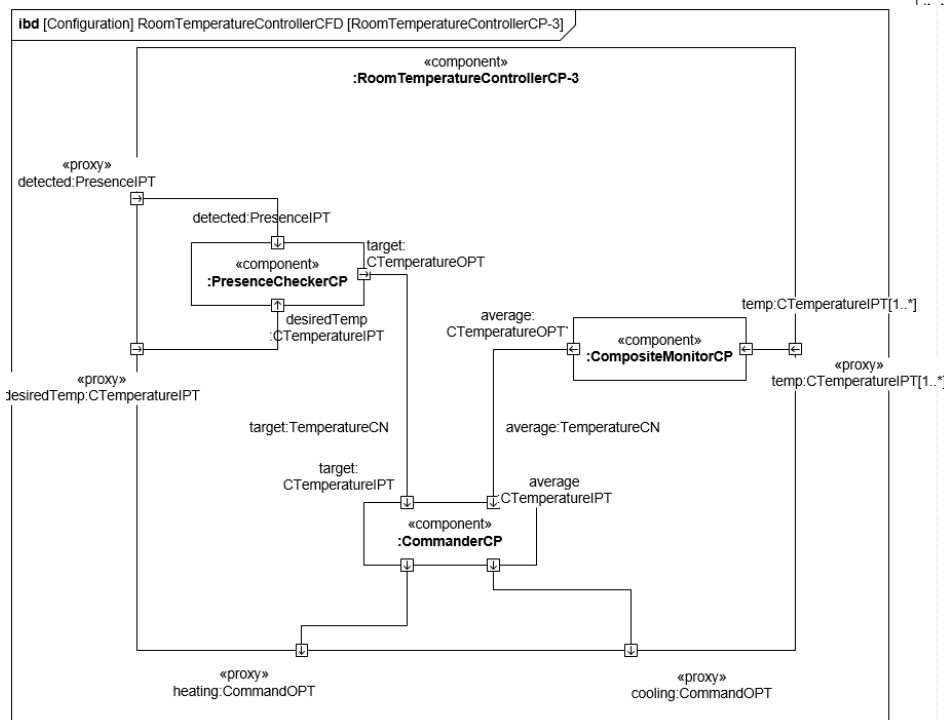 ibd [Configuration] RoomTemperatureControllerCFD [RoomTemperatureControllerCP-3]
«component»
:RoomTemperatureControllerCP-3
«proxy»
detected:PresenceIPT
detected:PresenceIPT
«component»
:PresenceCheckerCP
target:
CTemperatureOPT
desiredTemp
:CTemperatureIPT
«proxy»
desiredTemp:CTemperatureIPT
average:
CTemperatureOPT
«component»
:CompositeMonitorCP
temp:CTemperatureIPT[1..*]
«proxy»
temp:CTemperatureIPT[1..*]
target:TemperatureCN
average:TemperatureCN
target:
CTemperatureIPT
average
:CTemperatureIPT
«component»
:CommanderCP
«proxy»
heating:CommandOPT
«proxy»
cooling:CommandOPT